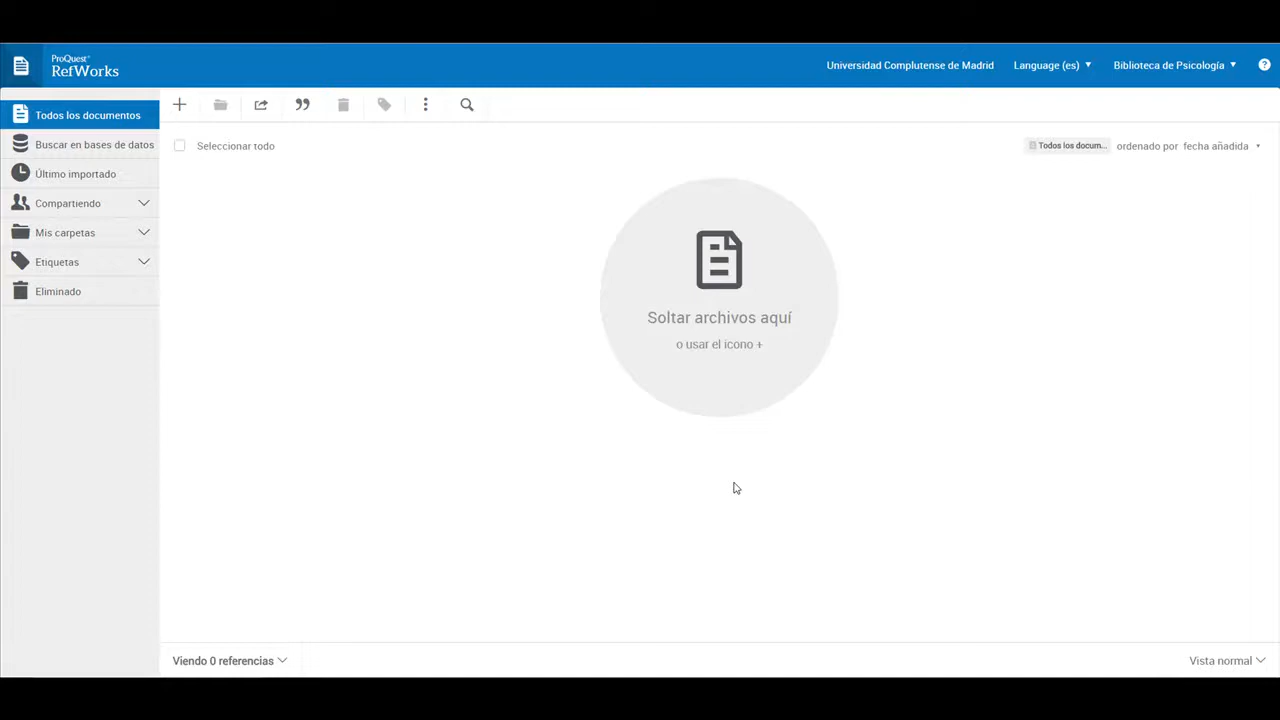 ProQuest
RefWorks
Universidad Complutense de Madrid
Language (es)
Biblioteca de Psicología
?
Todos los documentos
Buscar en bases de datos
Último importado
Compartiendo
Mis carpetas
Etiquetas
Eliminado
Seleccionar todo
Todos los docum...
ordenado por fecha añadida
Soltar archivos aquí
o usar el icono +
Viendo 0 referencias
Vista normal